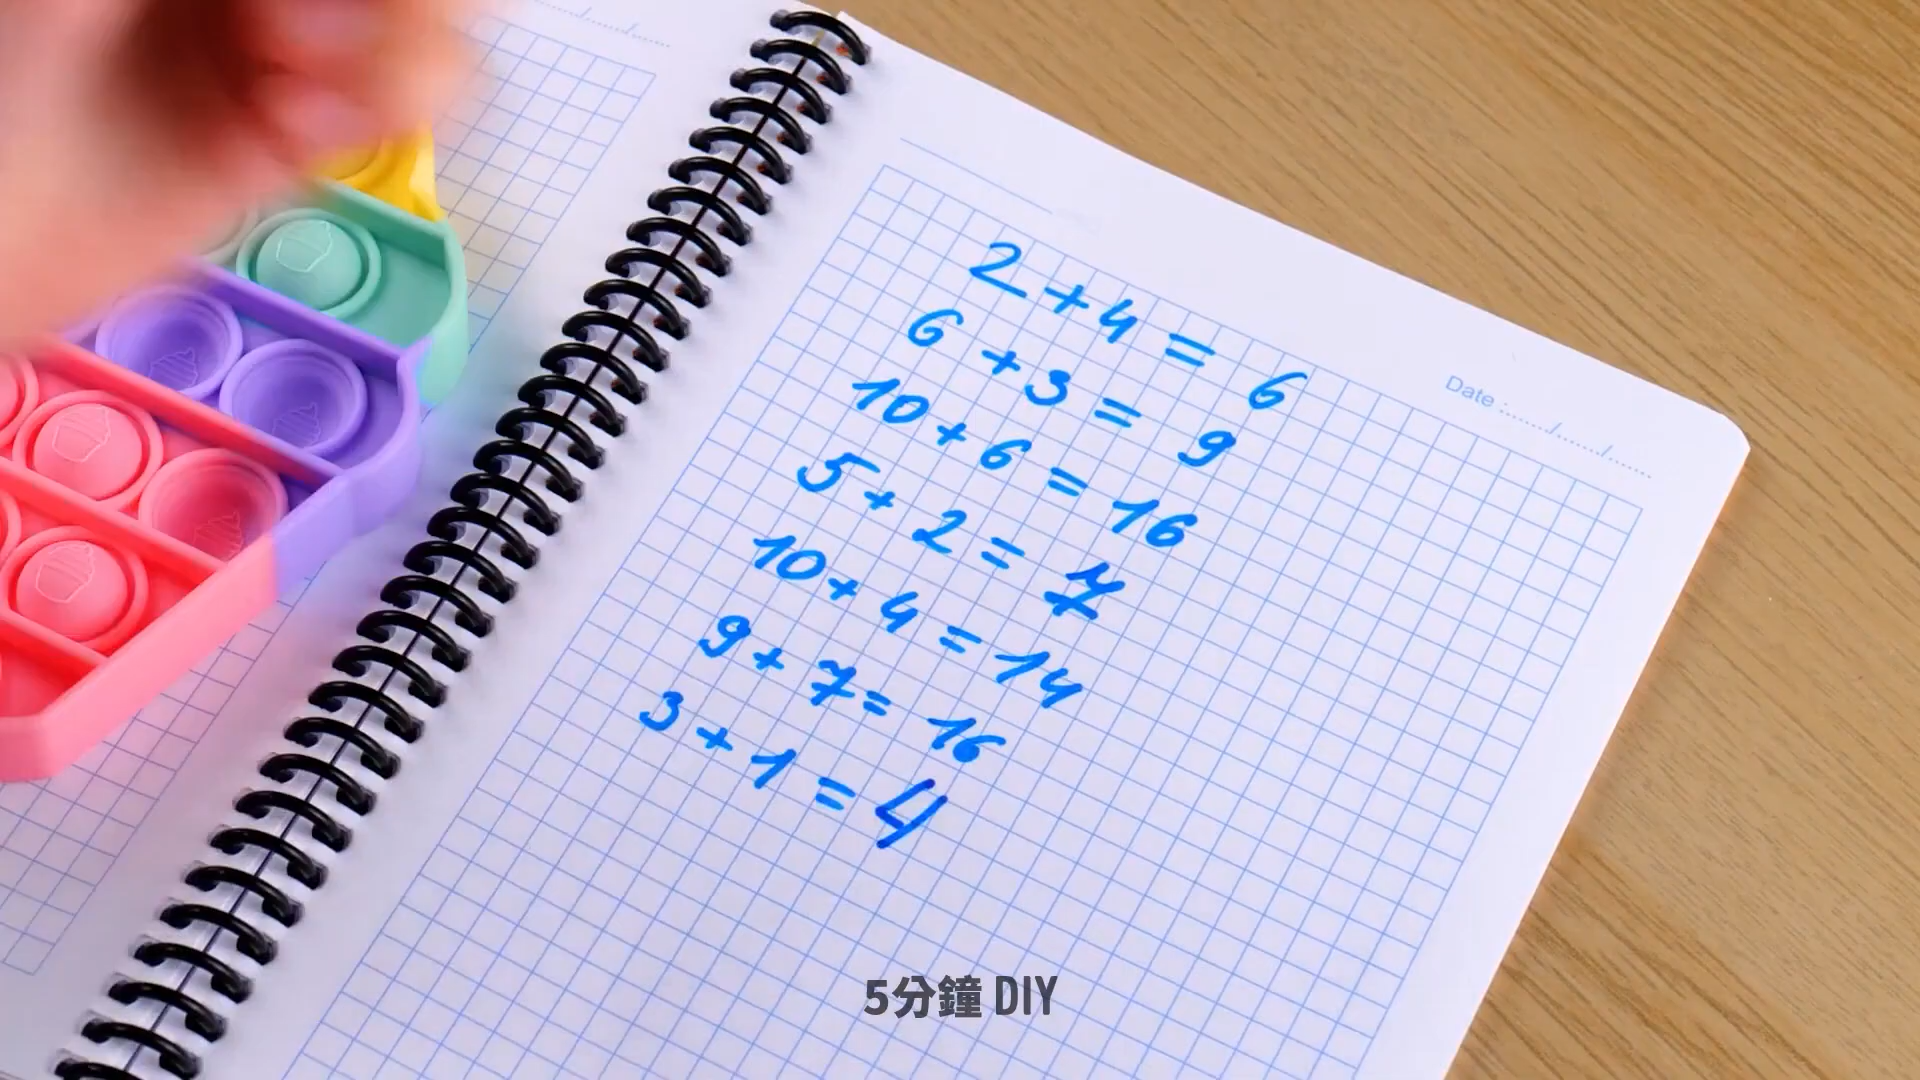 2 + 4 = 6
6 + 3 = 9
10 + 6 = 16
5 + 2 = 7
10 + 4 = 14
9 + 7 = 16
3 + 1 = 4
Date :....../....../......
5分鐘 DIY